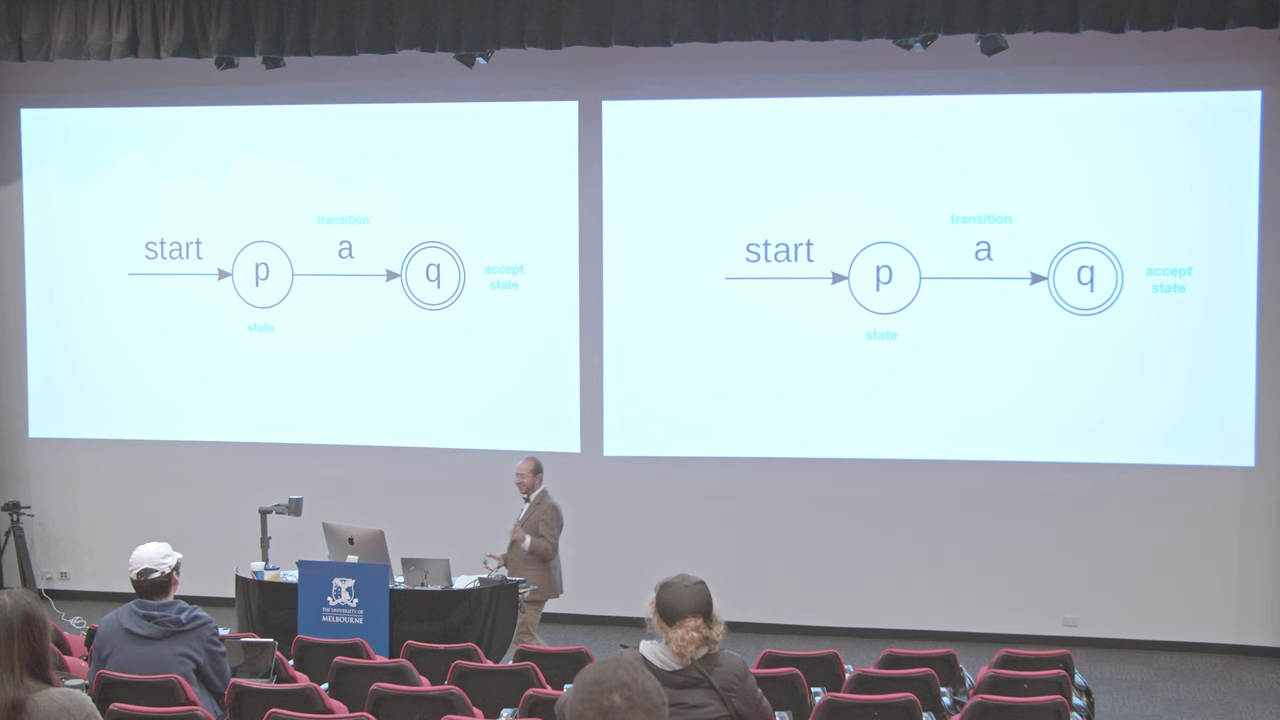 transition
start
a
p
q
accept
state
state
transition
start
a
p
q
accept
state
state
THE UNIVERSITY OF
MELBOURNE